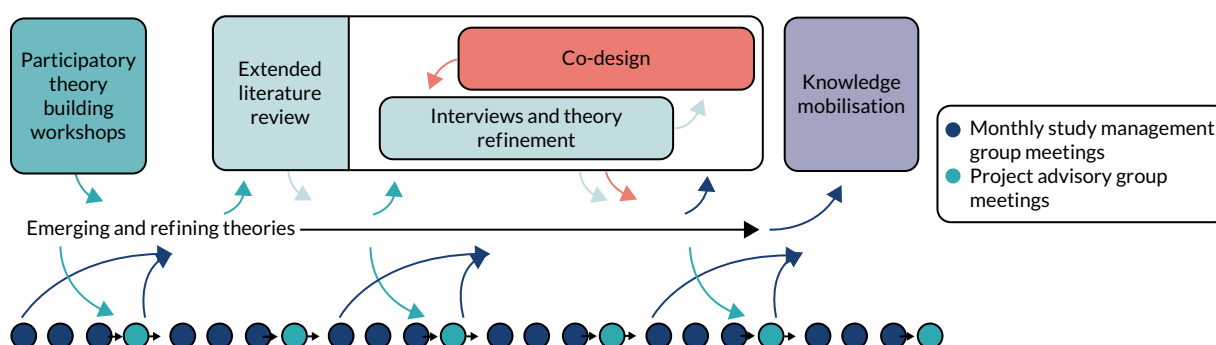 Participatory
theory
building
workshops
Extended
literature
review
Co-design
Interviews and theory
refinement
Knowledge
mobilisation
Monthly study management
group meetings
Project advisory group
meetings
Emerging and refining theories